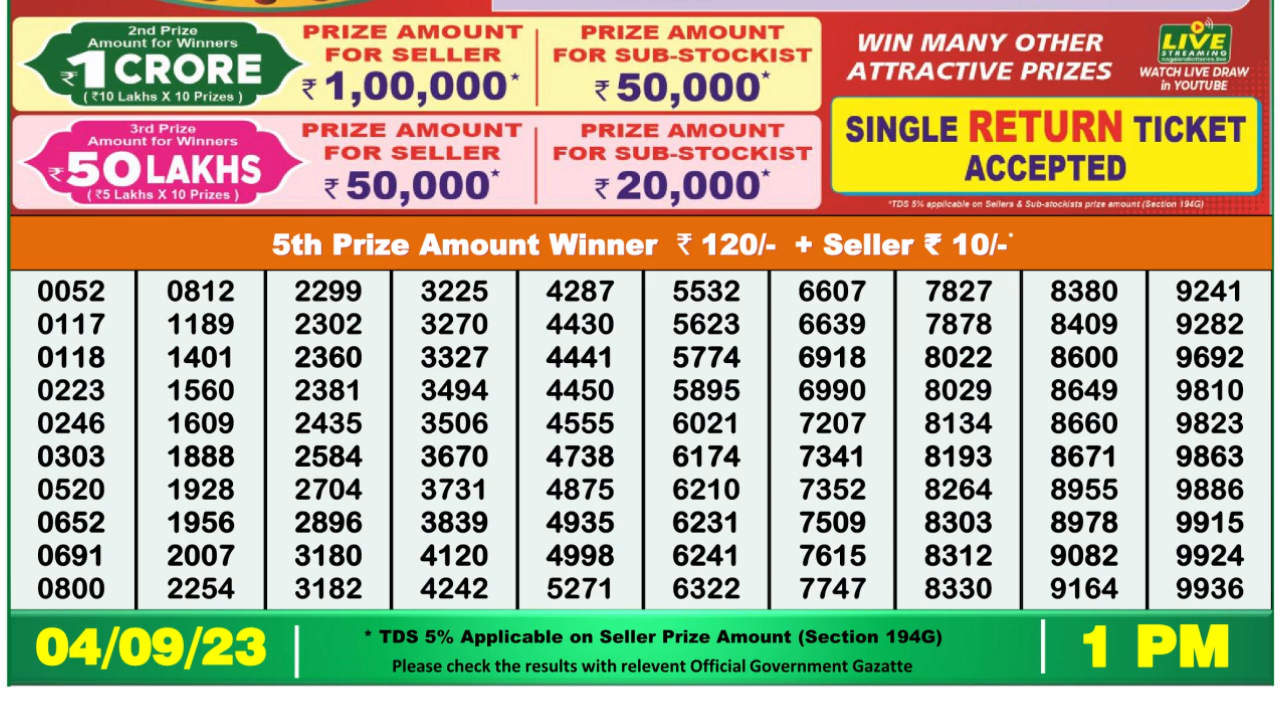 2nd Prize
Amount for Winners
₹1 CRORE
(₹10 Lakhs X 10 Prizes)
PRIZE AMOUNT
FOR SELLER
₹ 1,00,000*
PRIZE AMOUNT
FOR SUB-STOCKIST
₹ 50,000*
3rd Prize
Amount for Winners
₹50 LAKHS
(₹5 Lakhs X 10 Prizes)
PRIZE AMOUNT
FOR SELLER
₹ 50,000*
PRIZE AMOUNT
FOR SUB-STOCKIST
₹ 20,000*
WIN MANY OTHER
ATTRACTIVE PRIZES
LIVE
STREAMING
WATCH LIVE DRAW
in YOUTUBE
SINGLE RETURN TICKET
ACCEPTED
*TDS 5% applicable on Sellers & Sub-stockists prize amount (Section 194G)
5th Prize Amount Winner ₹ 120/- + Seller ₹ 10/-*
0052 0812 2299 3225 4287 5532 6607 7827 8380 9241
0117 1189 2302 3270 4430 5623 6639 7878 8409 9282
0118 1401 2360 3327 4441 5774 6918 8022 8600 9692
0223 1560 2381 3494 4450 5895 6990 8029 8649 9810
0246 1609 2435 3506 4555 6021 7207 8134 8660 9823
0303 1888 2584 3670 4738 6174 7341 8193 8671 9863
0520 1928 2704 3731 4875 6210 7352 8264 8955 9886
0652 1956 2896 3839 4935 6231 7509 8303 8978 9915
0691 2007 3180 4120 4998 6241 7615 8312 9082 9924
0800 2254 3182 4242 5271 6322 7747 8330 9164 9936
04/09/23
* TDS 5% Applicable on Seller Prize Amount (Section 194G)
Please check the results with relevent Official Government Gazatte
1 PM